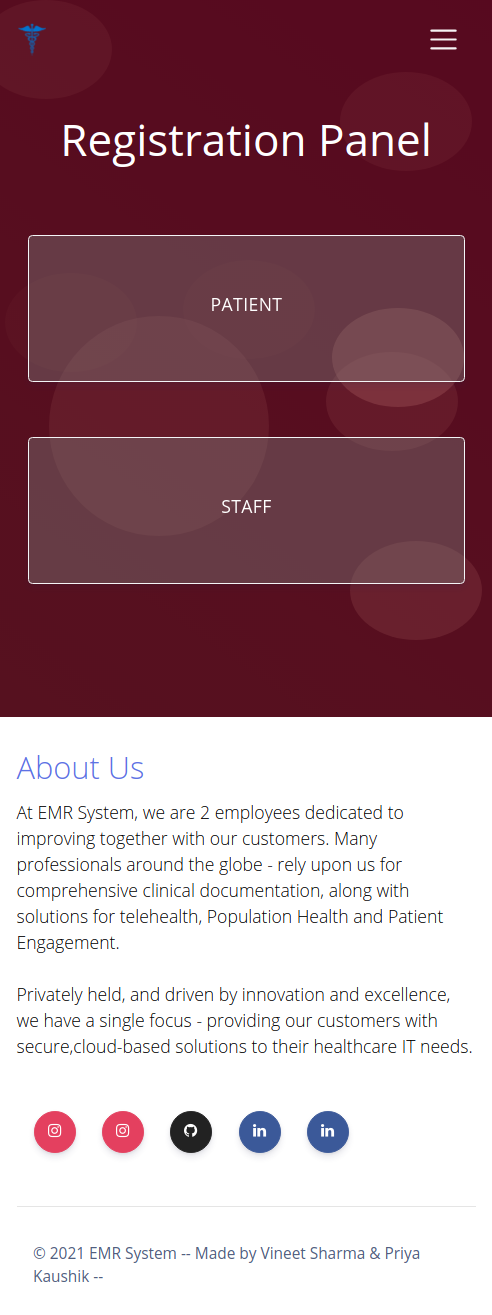 Registration Panel
PATIENT
STAFF
About Us
At EMR System, we are 2 employees dedicated to
improving together with our customers. Many
professionals around the globe - rely upon us for
comprehensive clinical documentation, along with
solutions for telehealth, Population Health and Patient
Engagement.
Privately held, and driven by innovation and excellence,
we have a single focus - providing our customers with
secure,cloud-based solutions to their healthcare IT needs.
© 2021 EMR System -- Made by Vineet Sharma & Priya
Kaushik --